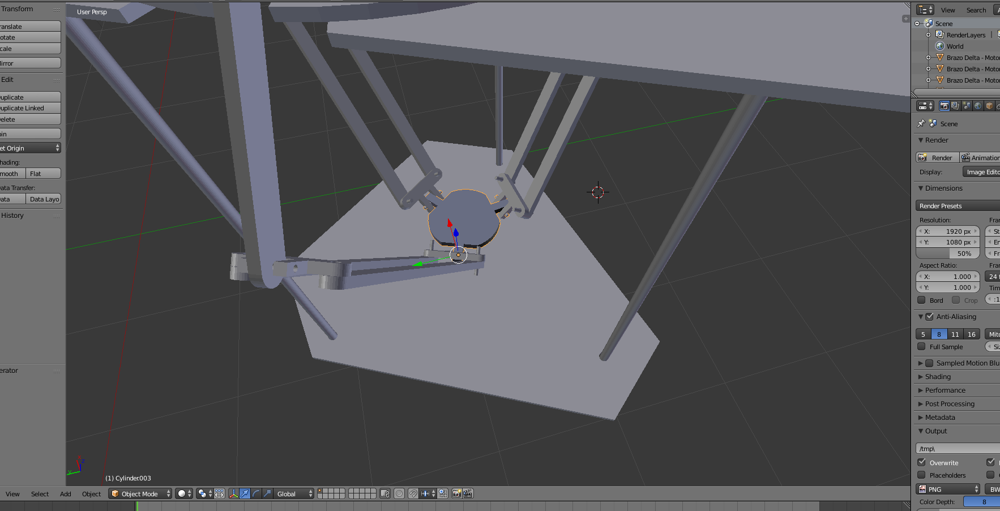 Transform
ranslate
otate
cale
lirror
Edit
uplicate
uplicate Linked
elete
oin
et Origin
hading:
mooth Flat
ata Transfer:
ata Data Layo
History
erator
User Persp
(1) Cylinder.003
View Select Add Object Object Mode Global
View Search
Scene
RenderLayers |
World
Brazo Delta - Moto
Brazo Delta - Moto
Brazo Delta - Moto
Scene
Render
Render Animation
Display: Image Edito
Dimensions
Render Presets
Resolution: Fra
X: 1920 px St
Y: 1080 px En
50% Fr
Aspect Ratio: Fra
X: 1.000 24
Y: 1.000 Tim
Bord Crop :1
Anti-Aliasing
5 8 11 16 Mit
Full Sample Si
Sampled Motion Blu
Shading
Performance
Post Processing
Metadata
Output
/tmp\
Overwrite
Placeholders
PNG BW
Color Depth: 8